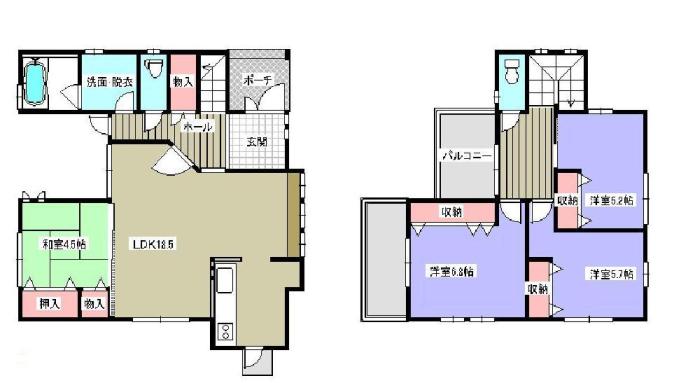 洗面・脱衣
物入
ポーチ
ホール
玄関
和室4.5帖
LDK18.5
押入
物入
バルコニー
収納
洋室5.2帖
収納
洋室6.8帖
収納
洋室5.7帖